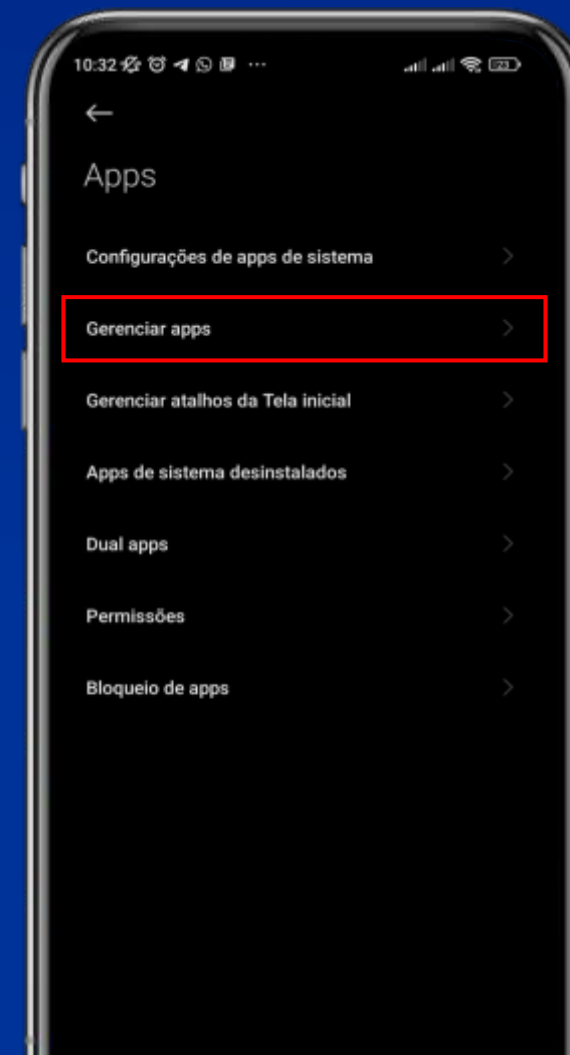 10:32 ...
23
Apps
Configurações de apps de sistema
Gerenciar apps
Gerenciar atalhos da Tela inicial
Apps de sistema desinstalados
Dual apps
Permissões
Bloqueio de apps